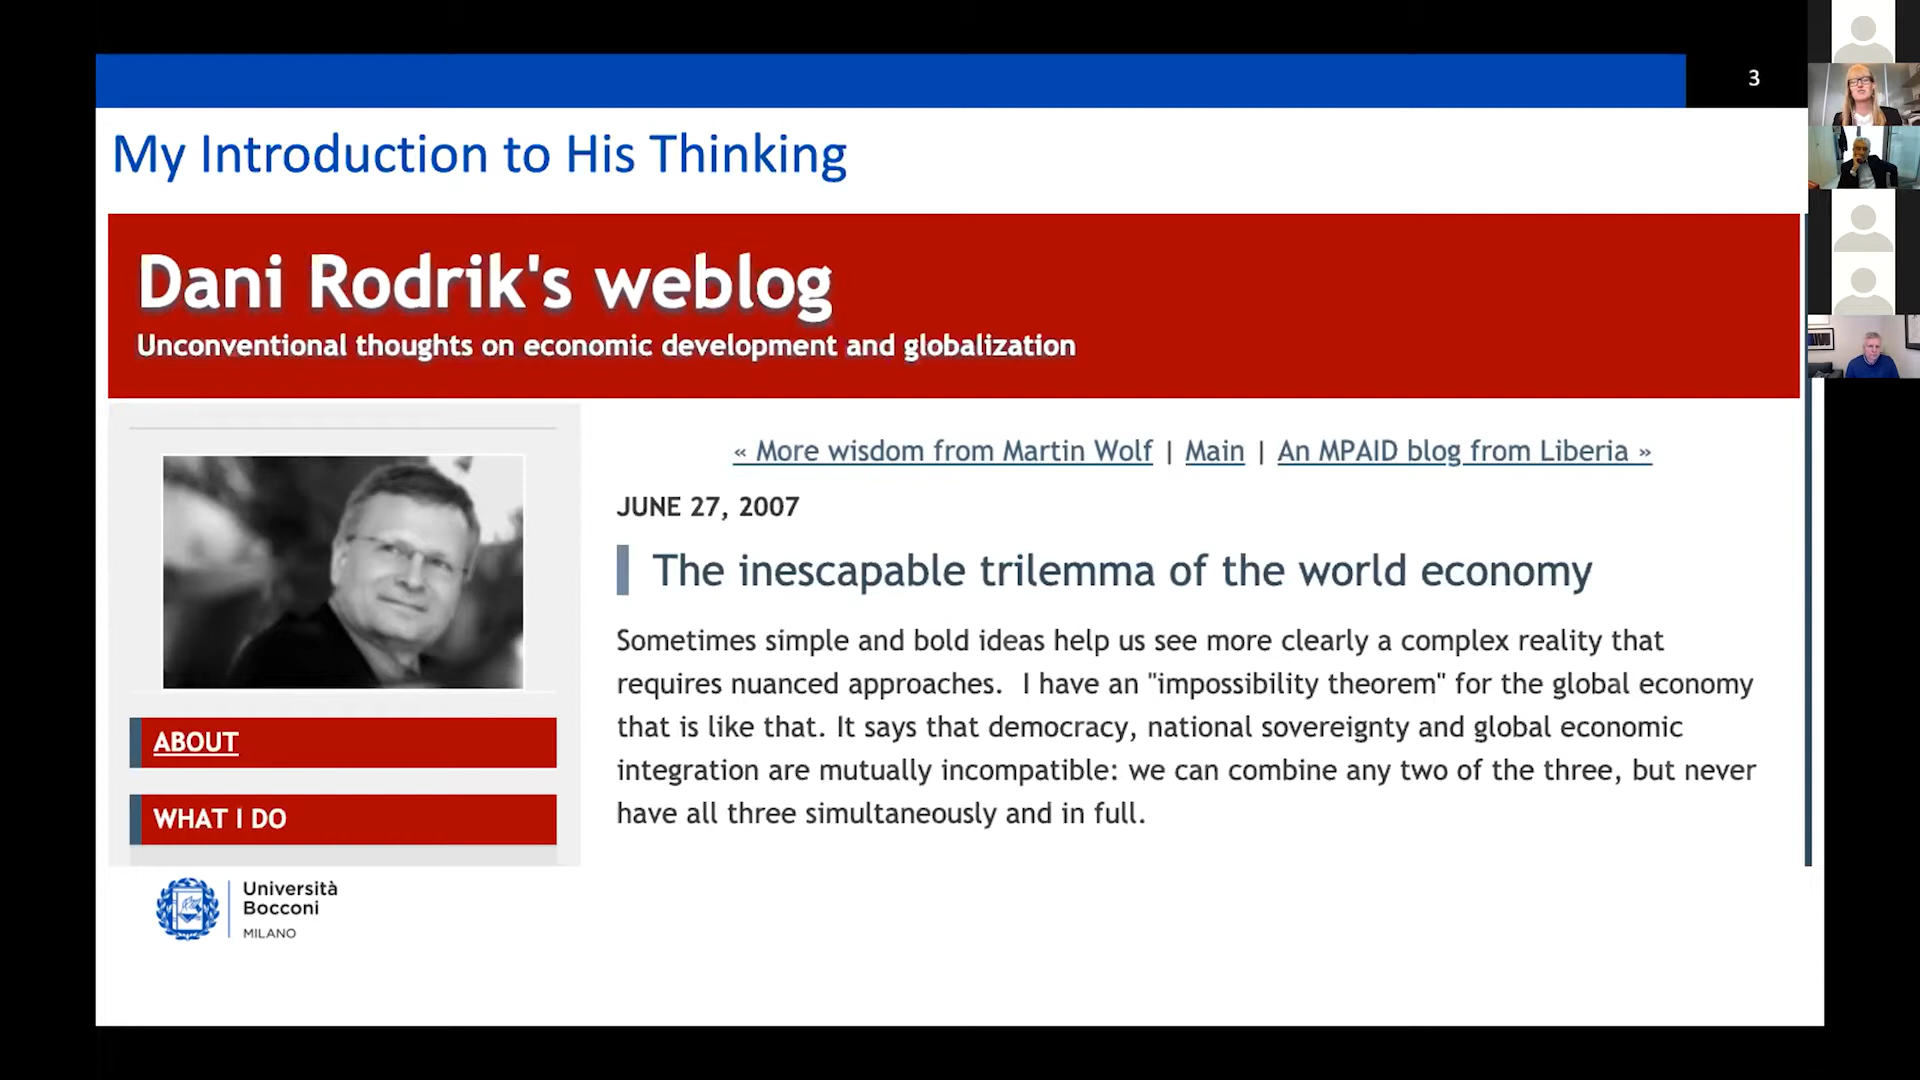 3
My Introduction to His Thinking
Dani Rodrik's weblog
Unconventional thoughts on economic development and globalization
« More wisdom from Martin Wolf | Main | An MPAID blog from Liberia »
JUNE 27, 2007
The inescapable trilemma of the world economy
Sometimes simple and bold ideas help us see more clearly a complex reality that
requires nuanced approaches.  I have an "impossibility theorem" for the global economy
that is like that. It says that democracy, national sovereignty and global economic
integration are mutually incompatible: we can combine any two of the three, but never
have all three simultaneously and in full.
ABOUT
WHAT I DO
Università
Bocconi
MILANO